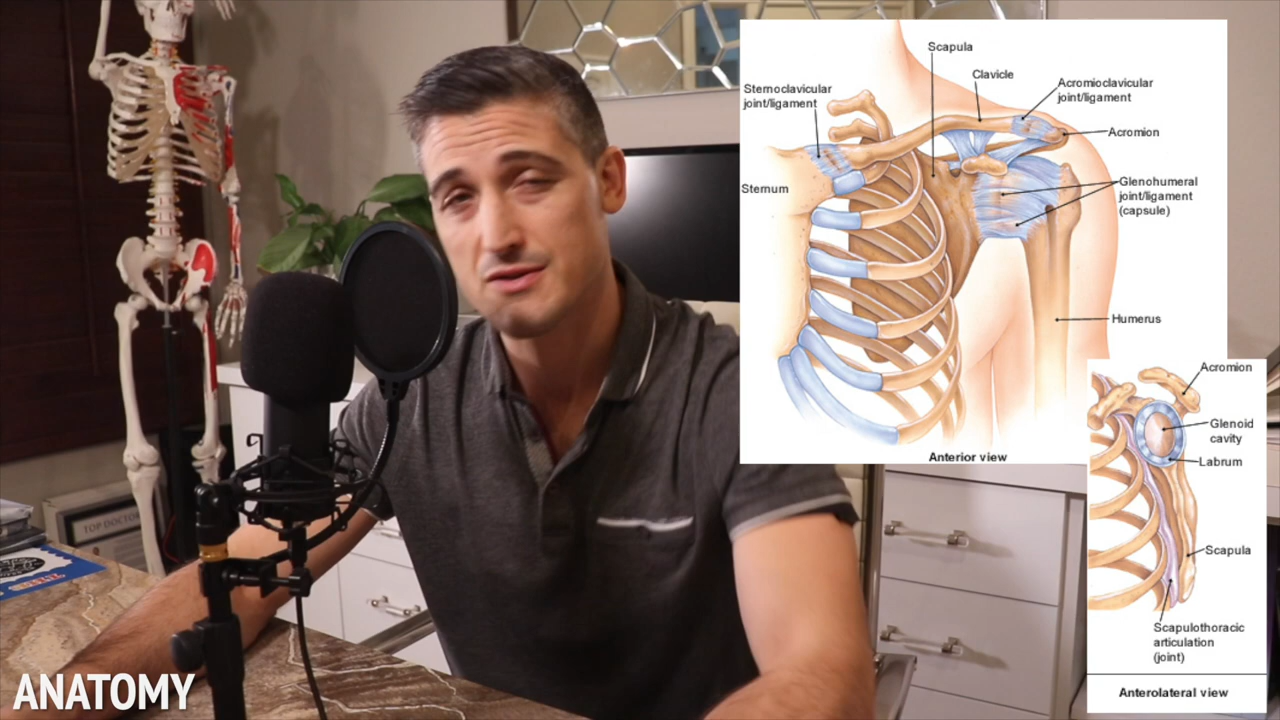 Scapula
Clavicle
Sternoclavicular
joint/ligament
Acromioclavicular
joint/ligament
Acromion
Sternum
Glenohumeral
joint/ligament
(capsule)
Humerus
Anterior view
Acromion
Glenoid
cavity
Labrum
Scapula
Scapulothoracic
articulation
(joint)
Anterolateral view
TOP DOCTOR
ANATOMY